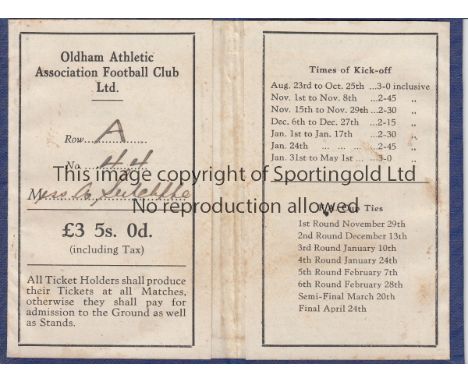 Oldham Athletic
Association Football Club
Ltd.
Row A
No. 44
Miss
£3 5s. 0d.
(including Tax)
All Ticket Holders shall produce
their Tickets at all Matches,
otherwise they shall pay for
admission to the Ground as well
as Stands.
Times of Kick-off
Aug. 23rd to Oct. 25th ...3-0 inclusive
Nov. 1st to Nov. 8th ...2-45 „
Nov. 15th to Nov. 29th ...2-30 „
Dec. 6th to Dec. 27th ...2-15 „
Jan. 1st to Jan. 17th ...2-30 „
Jan. 24th ... ... ...2-45 „
Jan. 31st to May 1st ...3-0 „
This image copyright of Sportingold Ltd
No reproduction allowed
Cup Ties
1st Round November 29th
2nd Round December 13th
3rd Round January 10th
4th Round January 24th
5th Round February 7th
6th Round February 28th
Semi-Final March 20th
Final April 24th